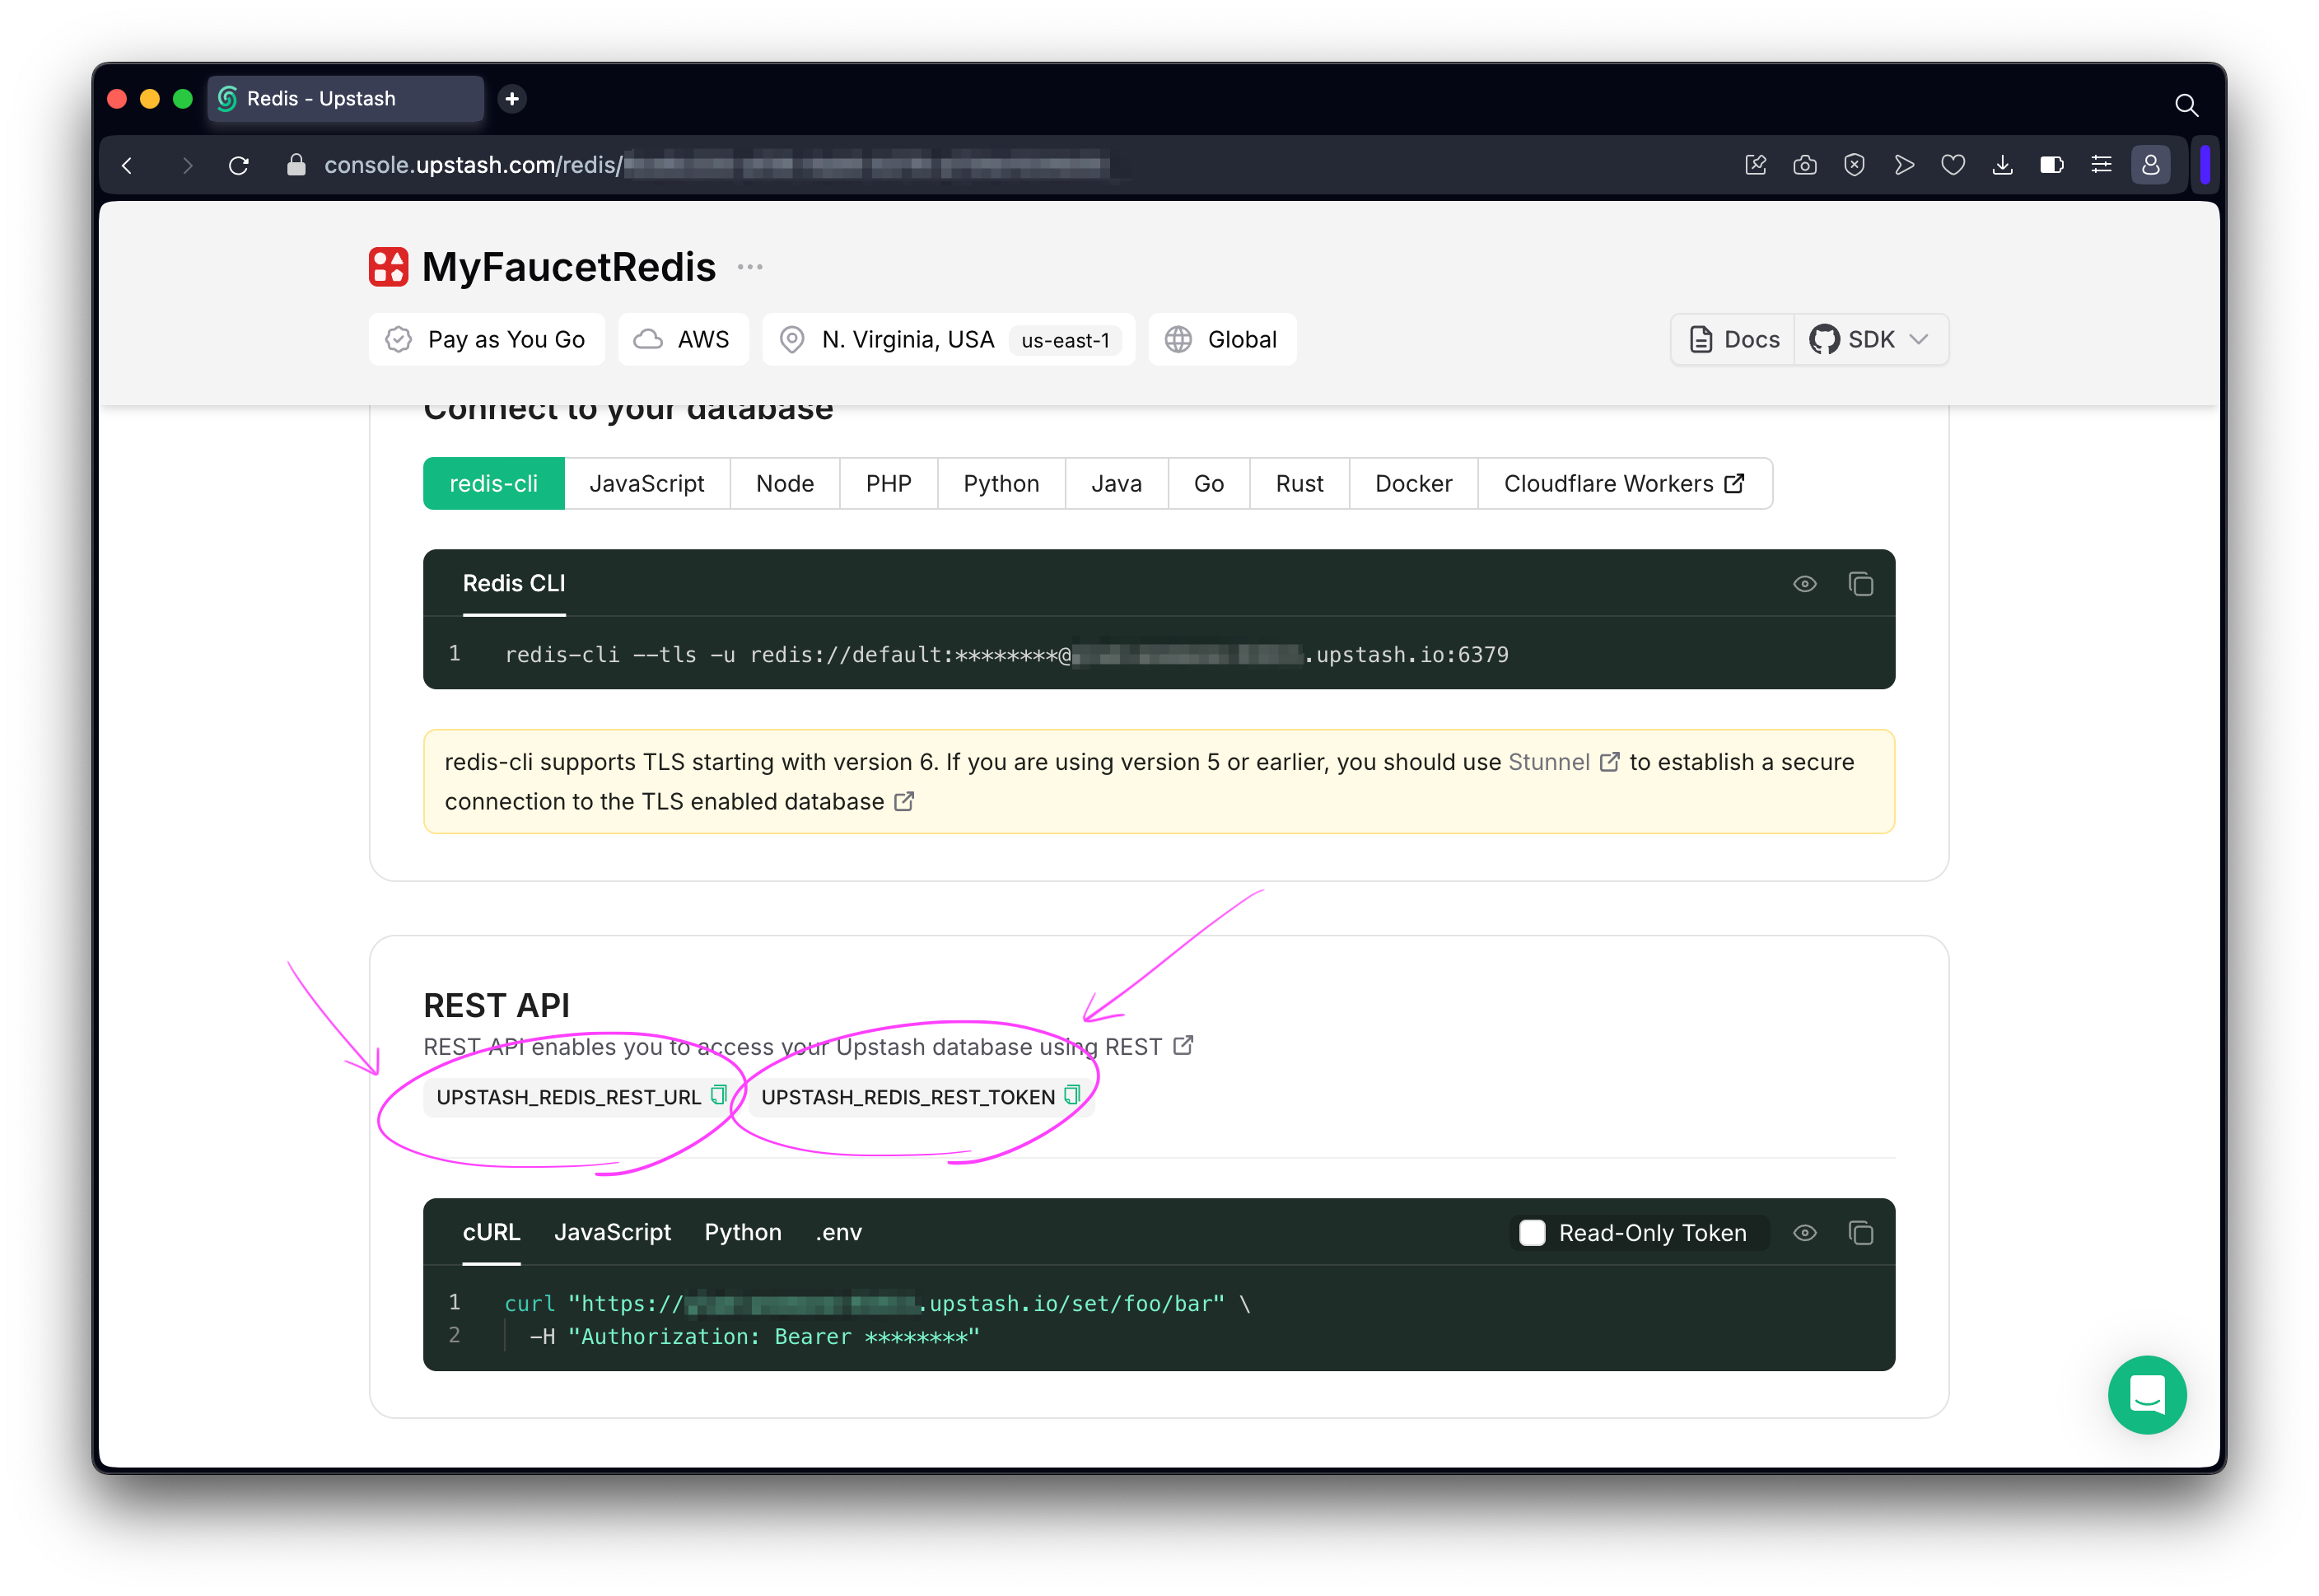 Redis - Upstash
console.upstash.com/redis/
MyFaucetRedis
Pay as You Go
AWS
N. Virginia, USA us-east-1
Global
Docs
SDK
Connect to your database
redis-cli
JavaScript
Node
PHP
Python
Java
Go
Rust
Docker
Cloudflare Workers
Redis CLI
1 redis-cli --tls -u redis://default:********@ .upstash.io:6379
redis-cli supports TLS starting with version 6. If you are using version 5 or earlier, you should use Stunnel to establish a secure
connection to the TLS enabled database
REST API
REST API enables you to access your Upstash database using REST
UPSTASH_REDIS_REST_URL
UPSTASH_REDIS_REST_TOKEN
cURL
JavaScript
Python
.env
Read-Only Token
1 curl "https:// .upstash.io/set/foo/bar" \
2 -H "Authorization: Bearer ********"